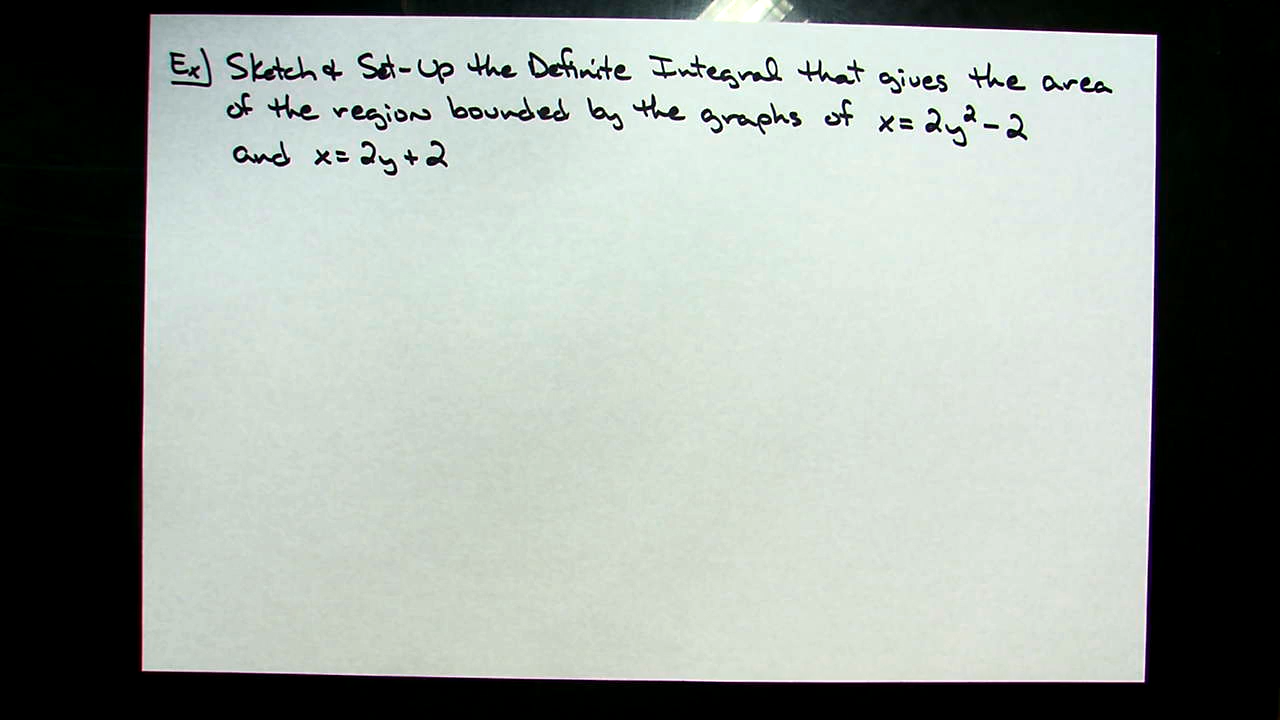 Ex) Sketch & Set-Up the Definite Integral that gives the area
of the region bounded by the graphs of x = 2y² - 2
and x = 2y + 2